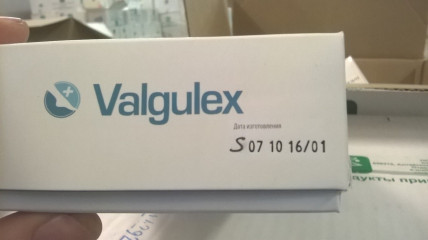 Valgulex
Дата изготовления
S 07 10 16/01